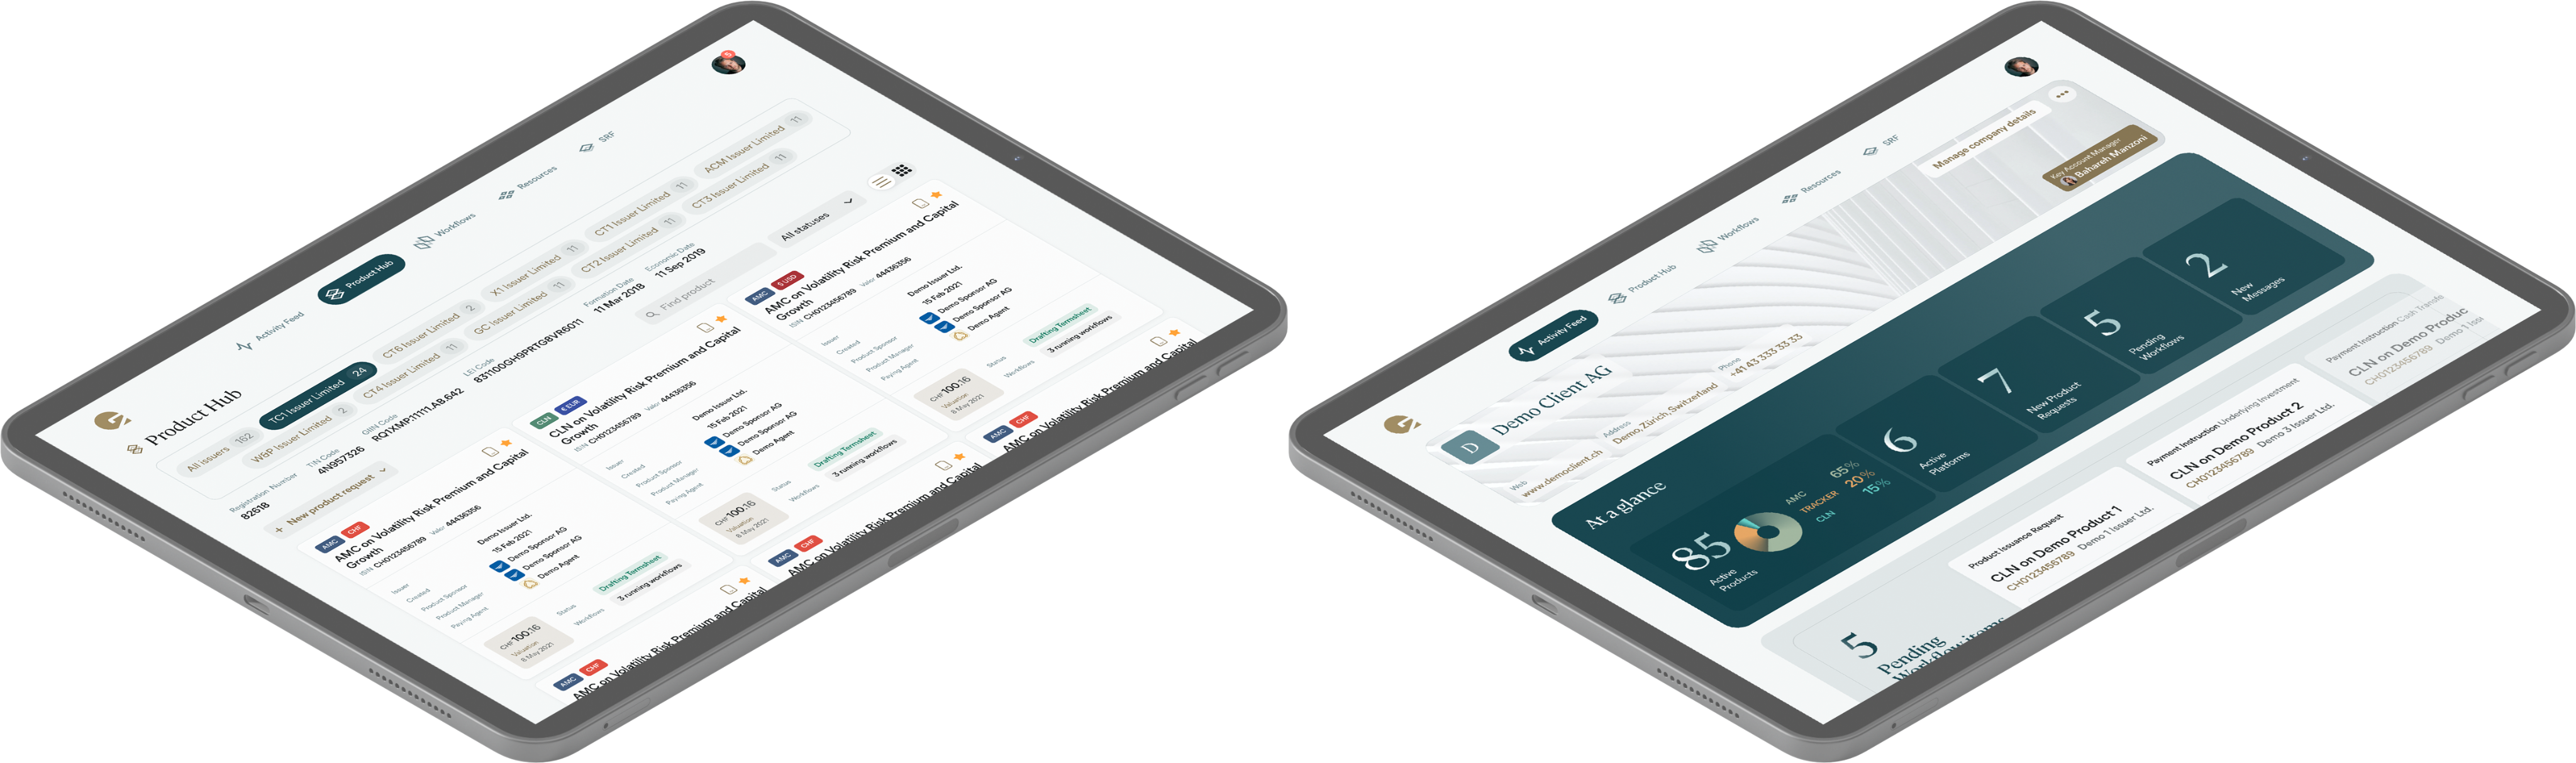 5
Activity Feed
Product Hub
Workflows
Resources
SRF
Product Hub
All issuers 162
TC1 Issuer Limited 24
CT6 Issuer Limited 2
X1 Issuer Limited 11
CT1 Issuer Limited 11
ACM Issuer Limited 11
W&P Issuer Limited 2
CT4 Issuer Limited 11
GC Issuer Limited 11
CT2 Issuer Limited 11
CT3 Issuer Limited 11
Registration Number
82618
TIN Code
4N957326
GIIN Code
RQ1XMP.11111.AB.642
LEI Code
831100GH9PRTG8VR6011
Formation Date
11 Mar 2018
Economic Date
11 Sep 2019
+ New product request
Find product
All statuses
AMC CHF
AMC on Volatility Risk Premium and Capital
Growth
ISIN CH0123456789 Valor 44436356
Issuer Demo Issuer Ltd.
Created 15 Feb 2021
Product Sponsor Demo Sponsor AG
Product Manager Demo Sponsor AG
Paying Agent Demo Agent
CHF 100.16
Valuation
8 May 2021
Status Drafting Termsheet
Workflows 3 running workflows
CLN € EUR
CLN on Volatility Risk Premium and Capital
Growth
ISIN CH0123456789 Valor 44436356
Issuer Demo Issuer Ltd.
Created 15 Feb 2021
Product Sponsor Demo Sponsor AG
Product Manager Demo Sponsor AG
Paying Agent Demo Agent
CHF 100.16
Valuation
8 May 2021
Status Drafting Termsheet
Workflows 3 running workflows
AMC $ USD
AMC on Volatility Risk Premium and Capital
Growth
ISIN CH0123456789 Valor 44436356
Issuer Demo Issuer Ltd.
Created 15 Feb 2021
Product Sponsor Demo Sponsor AG
Product Manager Demo Sponsor AG
Paying Agent Demo Agent
CHF 100.16
Valuation
8 May 2021
Status Drafting Termsheet
Workflows 3 running workflows
AMC CHF
AMC on Volatility Risk Premium and Capital
AMC CHF
AMC on Volatility Risk Premium and Capital
AMC CHF
AMC on Volatility Risk Premium and Capital
Activity Feed
Product Hub
Workflows
Resources
SRF
Manage company details
Key Account Manager
Bahareh Manzoni
D Demo Client AG
Web
www.democlient.ch
Address
Demo, Zürich, Switzerland
Phone
+41 43 333 33 33
At a glance
85
Active
Products
AMC 65%
TRACKER 20%
CLN 15%
6
Active
Platforms
7
New Product
Requests
5
Pending
Workflows
2
New
Messages
5
Pending
Workflow items
Product Issuance Request
CLN on Demo Product 1
CH0123456789 Demo 1 Issuer Ltd.
Payment Instruction Underlying Investment
CLN on Demo Product 2
CH0123456789 Demo 3 Issuer Ltd.
Payment Instruction Cash Transfe
CLN on Demo Produc
CH0123456789 Demo 1 Issu